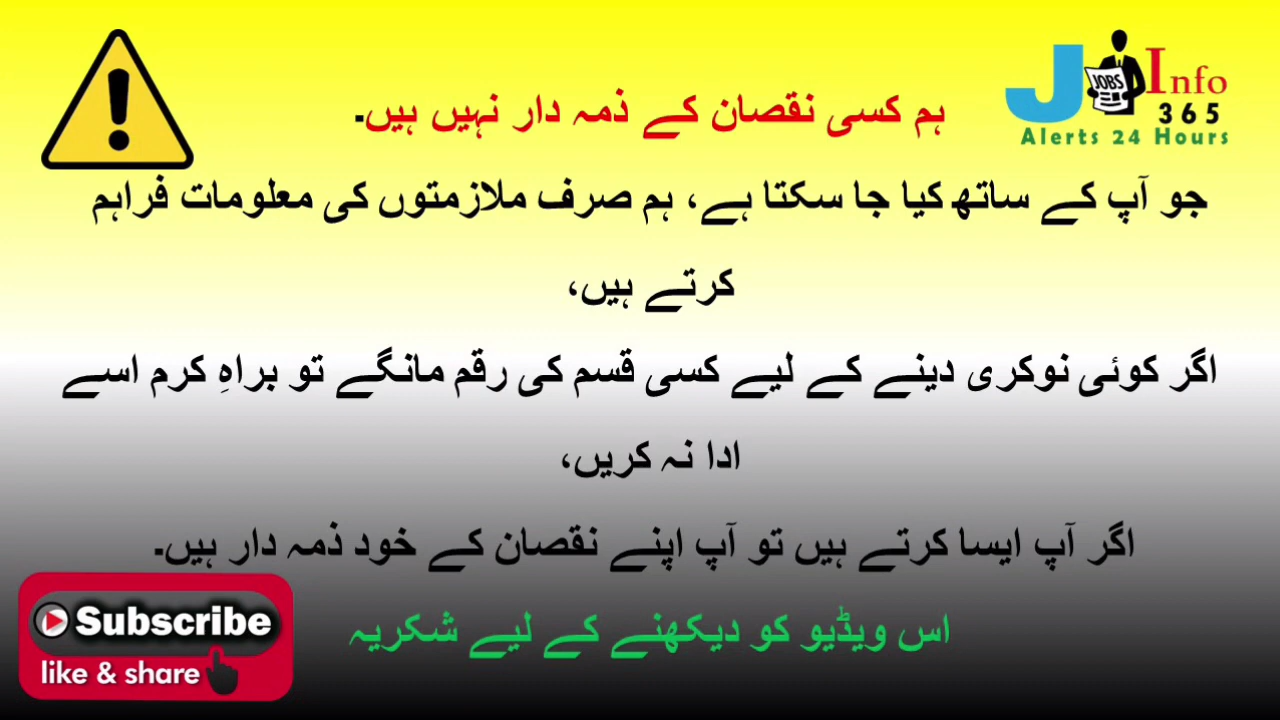 J Info
JOBS
365
Alerts 24 Hours
ہم کسی نقصان کے ذمہ دار نہیں ہیں۔
جو آپ کے ساتھ کیا جا سکتا ہے، ہم صرف ملازمتوں کی معلومات فراہم
کرتے ہیں،
اگر کوئی نوکری دینے کے لیے کسی قسم کی رقم مانگے تو براہِ کرم اسے
ادا نہ کریں،
اگر آپ ایسا کرتے ہیں تو آپ اپنے نقصان کے خود ذمہ دار ہیں۔
اس ویڈیو کو دیکھنے کے لیے شکریہ
Subscribe
like & share